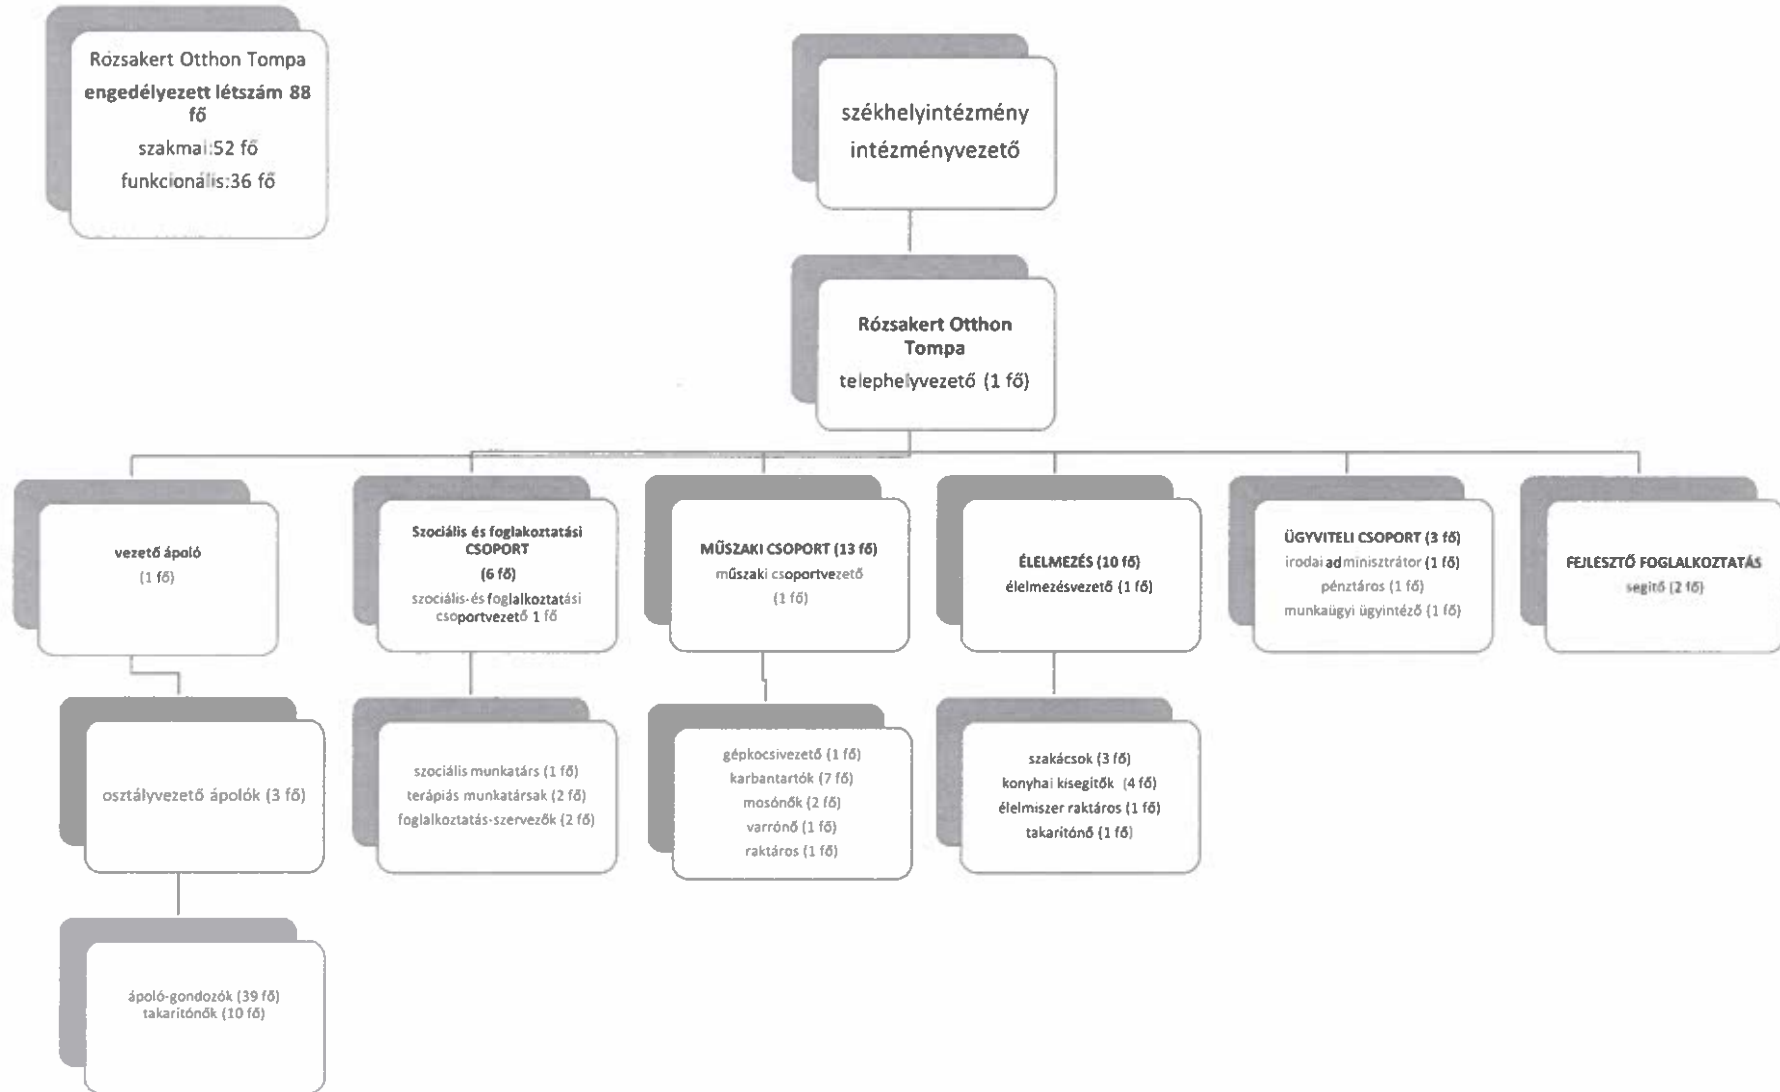 Rózsakert Otthon Tompa
engedélyezett létszám 88
fő
szakmai:52 fő
funkcionális:36 fő
székhelyintézmény
intézményvezető
Rózsakert Otthon
Tompa
telephelyvezető (1 fő)
vezető ápoló
(1 fő)
Szociális és foglakoztatási
CSOPORT
(6 fő)
szociális-és foglalkoztatási
csoportvezető 1 fő
MŰSZAKI CSOPORT (13 fő)
műszaki csoportvezető
(1 fő)
ÉLELMEZÉS (10 fő)
élelmezésvezető (1 fő)
ÜGYVITELI CSOPORT (3 fő)
irodai adminisztrátor (1 fő)
pénztáros (1 fő)
munkaügyi ügyintéző (1 fő)
FEJLESZTŐ FOGLALKOZTATÁS
segítő (2 fő)
osztályvezető ápolók (3 fő)
szociális munkatárs (1 fő)
terápiás munkatársak (2 fő)
foglalkoztatás-szervezők (2 fő)
gépkocsivezető (1 fő)
karbantartók (7 fő)
mosónők (2 fő)
varrónő (1 fő)
raktáros (1 fő)
szakácsok (3 fő)
konyhai kisegítők (4 fő)
élelmiszer raktáros (1 fő)
takarítónő (1 fő)
ápoló-gondozók (39 fő)
takarítónők (10 fő)